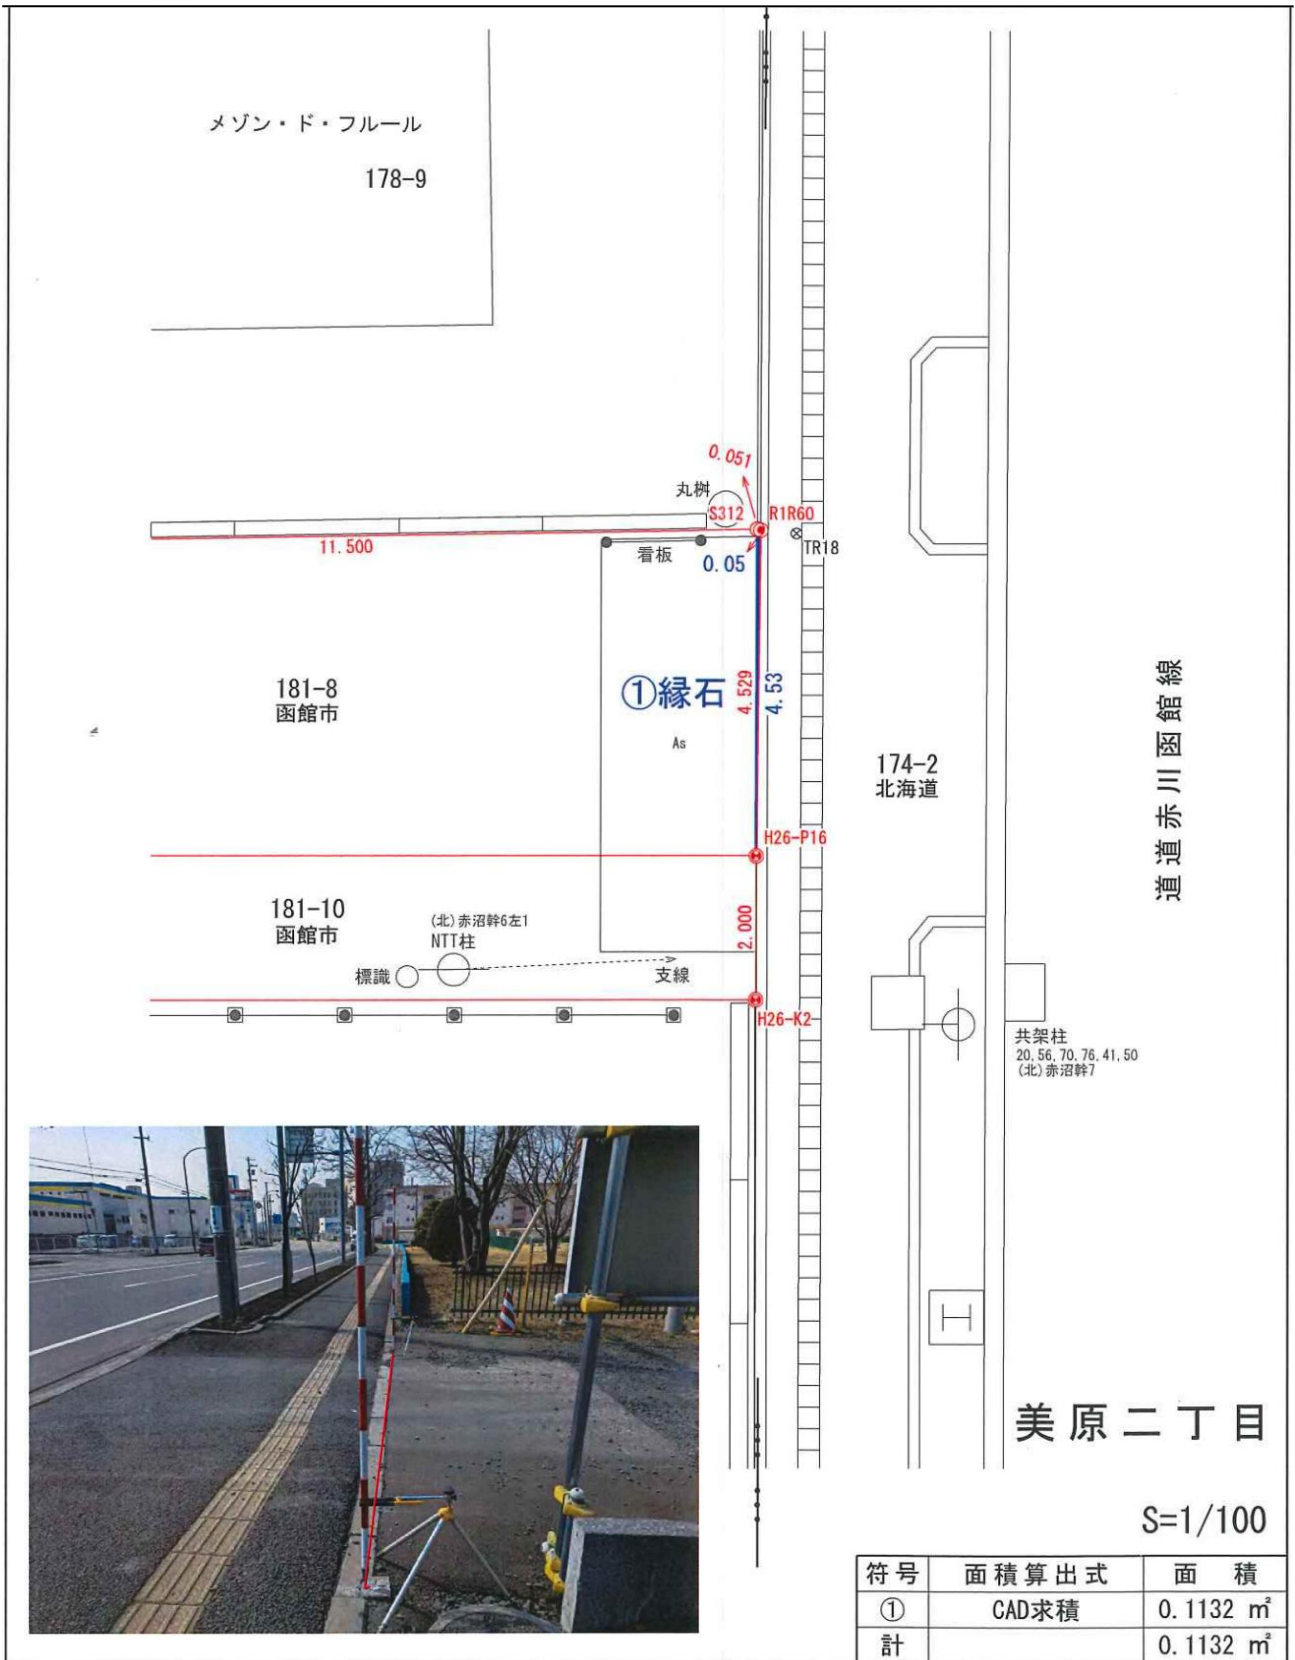 メゾン・ド・フルール
178-9
0.051
丸桝
S312
R1R60
TR18
11.500
看板
0.05
181-8
函館市
①縁石
4.529
4.53
As
174-2
北海道
道道赤川函館線
H26-P16
181-10
函館市
(北)赤沼幹6左1
NTT柱
標識
支線
2.000
H26-K2
共架柱
20,56,70,76,41,50
(北)赤沼幹7
美原二丁目
S=1/100
符号 面積算出式 面 積
① CAD求積 0.1132 ㎡
計 0.1132 ㎡